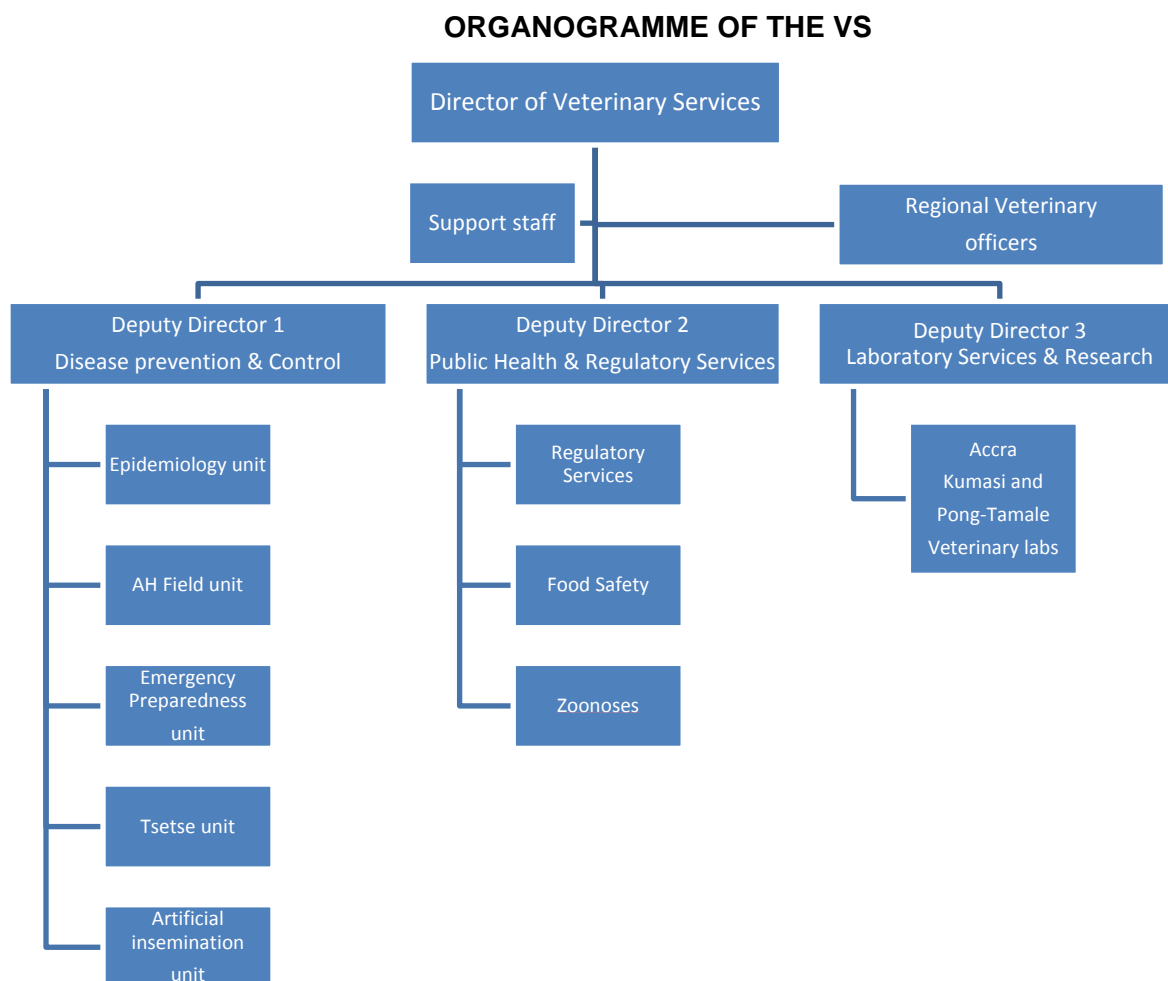 ORGANOGRAMME OF THE VS
Director of Veterinary Services
Support staff
Regional Veterinary
officers
Deputy Director 1
Disease prevention & Control
Deputy Director 2
Public Health & Regulatory Services
Deputy Director 3
Laboratory Services & Research
Epidemiology unit
AH Field unit
Emergency
Preparedness
unit
Tsetse unit
Artificial
insemination
unit
Regulatory
Services
Food Safety
Zoonoses
Accra
Kumasi and
Pong-Tamale
Veterinary labs